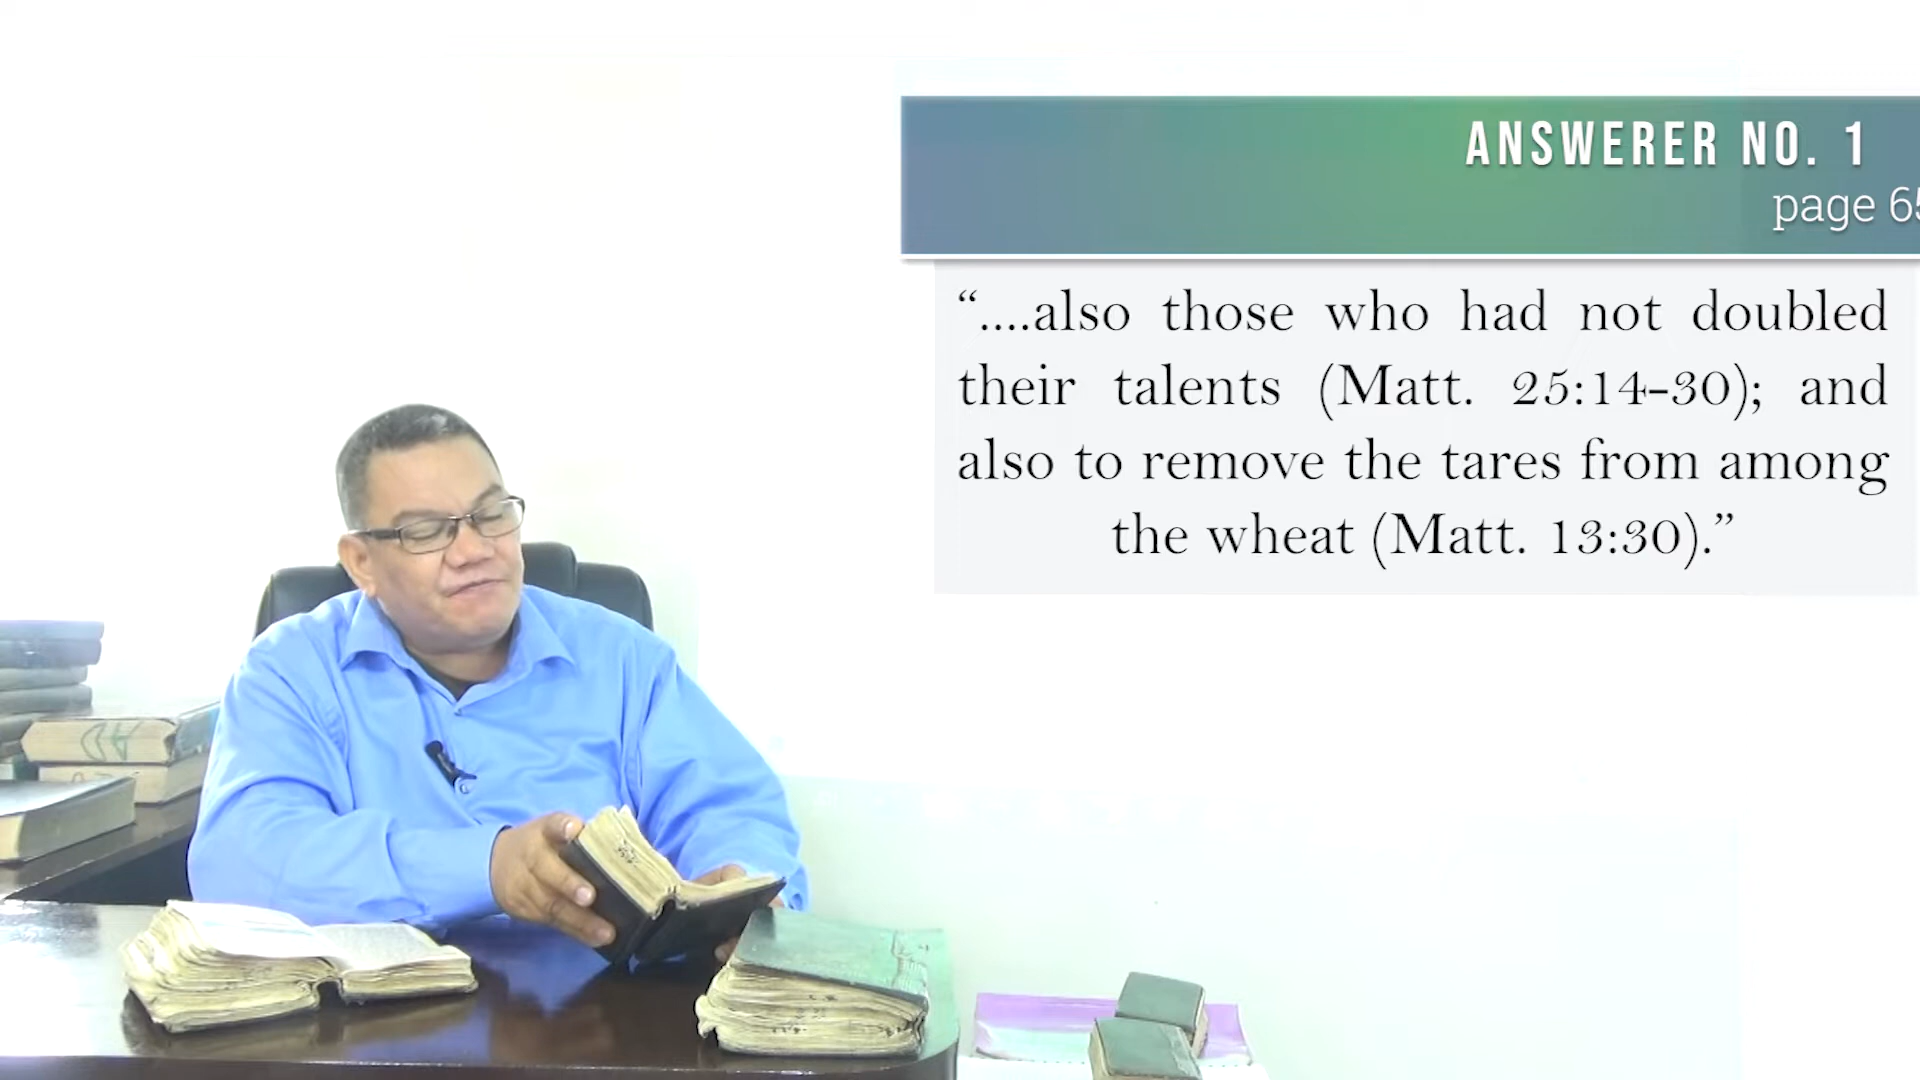 ANSWERER NO. 1
page 65
“....also those who had not doubled
their talents (Matt. 25:14-30); and
also to remove the tares from among
the wheat (Matt. 13:30).”